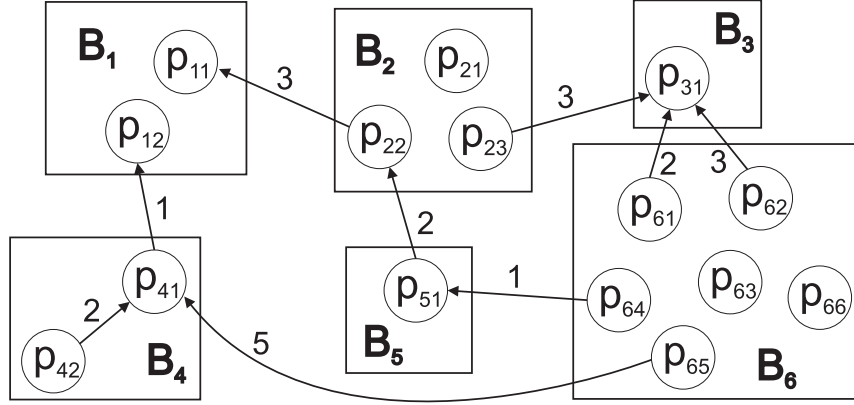 B₁
p₁₁
p₁₂
3
B₂
p₂₁
p₂₂
p₂₃
3
B₃
p₃₁
2
3
p₆₁
p₆₂
1
2
p₄₁
2
p₄₂
B₄
p₅₁
B₅
1
p₆₄
p₆₃
p₆₆
5
p₆₅
B₆